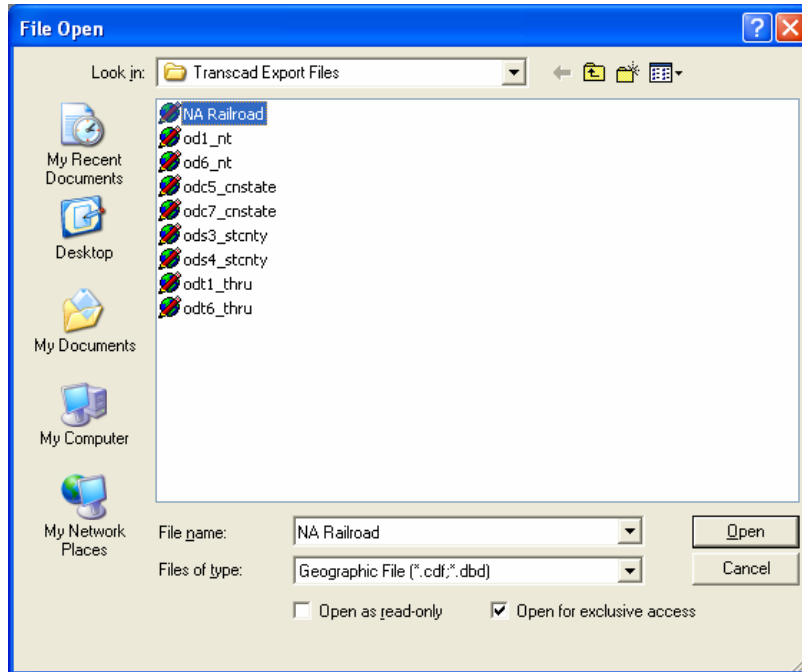 File Open
Look in: Transcad Export Files
My Recent
Documents
Desktop
My Documents
My Computer
My Network
Places
NA Railroad
od1_nt
od6_nt
odc5_cnstate
odc7_cnstate
ods3_stcnty
ods4_stcnty
odt1_thru
odt6_thru
File name: NA Railroad Open
Files of type: Geographic File (*.cdf;*.dbd) Cancel
Open as read-only Open for exclusive access